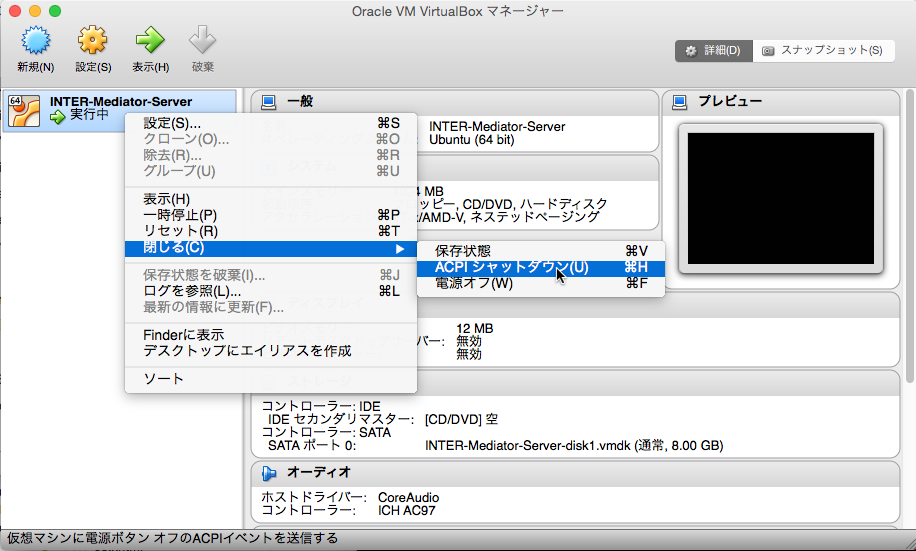 Oracle VM VirtualBox マネージャー
新規(N)
設定(S)
表示(H)
破棄
詳細(D)
スナップショット(S)
64
INTER-Mediator-Server
実行中
設定(S)... ⌘S
クローン(O)... ⌘O
除去(R)... ⌘R
グループ(U) ⌘U
表示(H)
一時停止(P) ⌘P
リセット(R) ⌘T
閉じる(C)
保存状態を破棄(I)... ⌘J
ログを参照(L)... ⌘L
最新の情報に更新(F)...
Finderに表示
デスクトップにエイリアスを作成
ソート
保存状態 ⌘V
ACPI シャットダウン(U) ⌘H
電源オフ(W) ⌘F
一般
INTER-Mediator-Server
Ubuntu (64 bit)
プレビュー
4 MB
ッピー, CD/DVD, ハードディスク
/AMD-V, ネステッドページング
12 MB
バー: 無効
無効
コントローラー: IDE
IDE セカンダリマスター: [CD/DVD] 空
コントローラー: SATA
SATA ポート 0: INTER-Mediator-Server-disk1.vmdk (通常, 8.00 GB)
オーディオ
ホストドライバー: CoreAudio
コントローラー: ICH AC97
仮想マシンに電源ボタン オフのACPIイベントを送信する